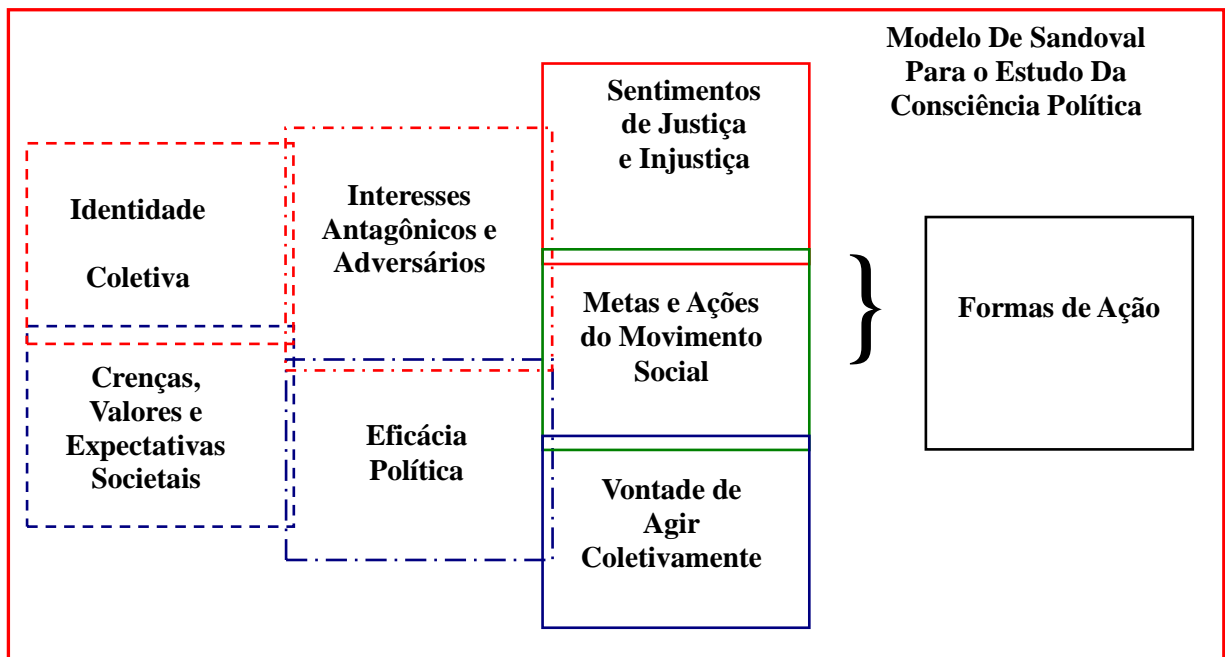 Modelo De Sandoval
Para o Estudo Da
Consciência Política
Identidade
Coletiva
Crenças,
Valores e
Expectativas
Societais
Interesses
Antagônicos e
Adversários
Eficácia
Política
Sentimentos
de Justiça
e Injustiça
Metas e Ações
do Movimento
Social
Vontade de
Agir
Coletivamente
}
Formas de Ação